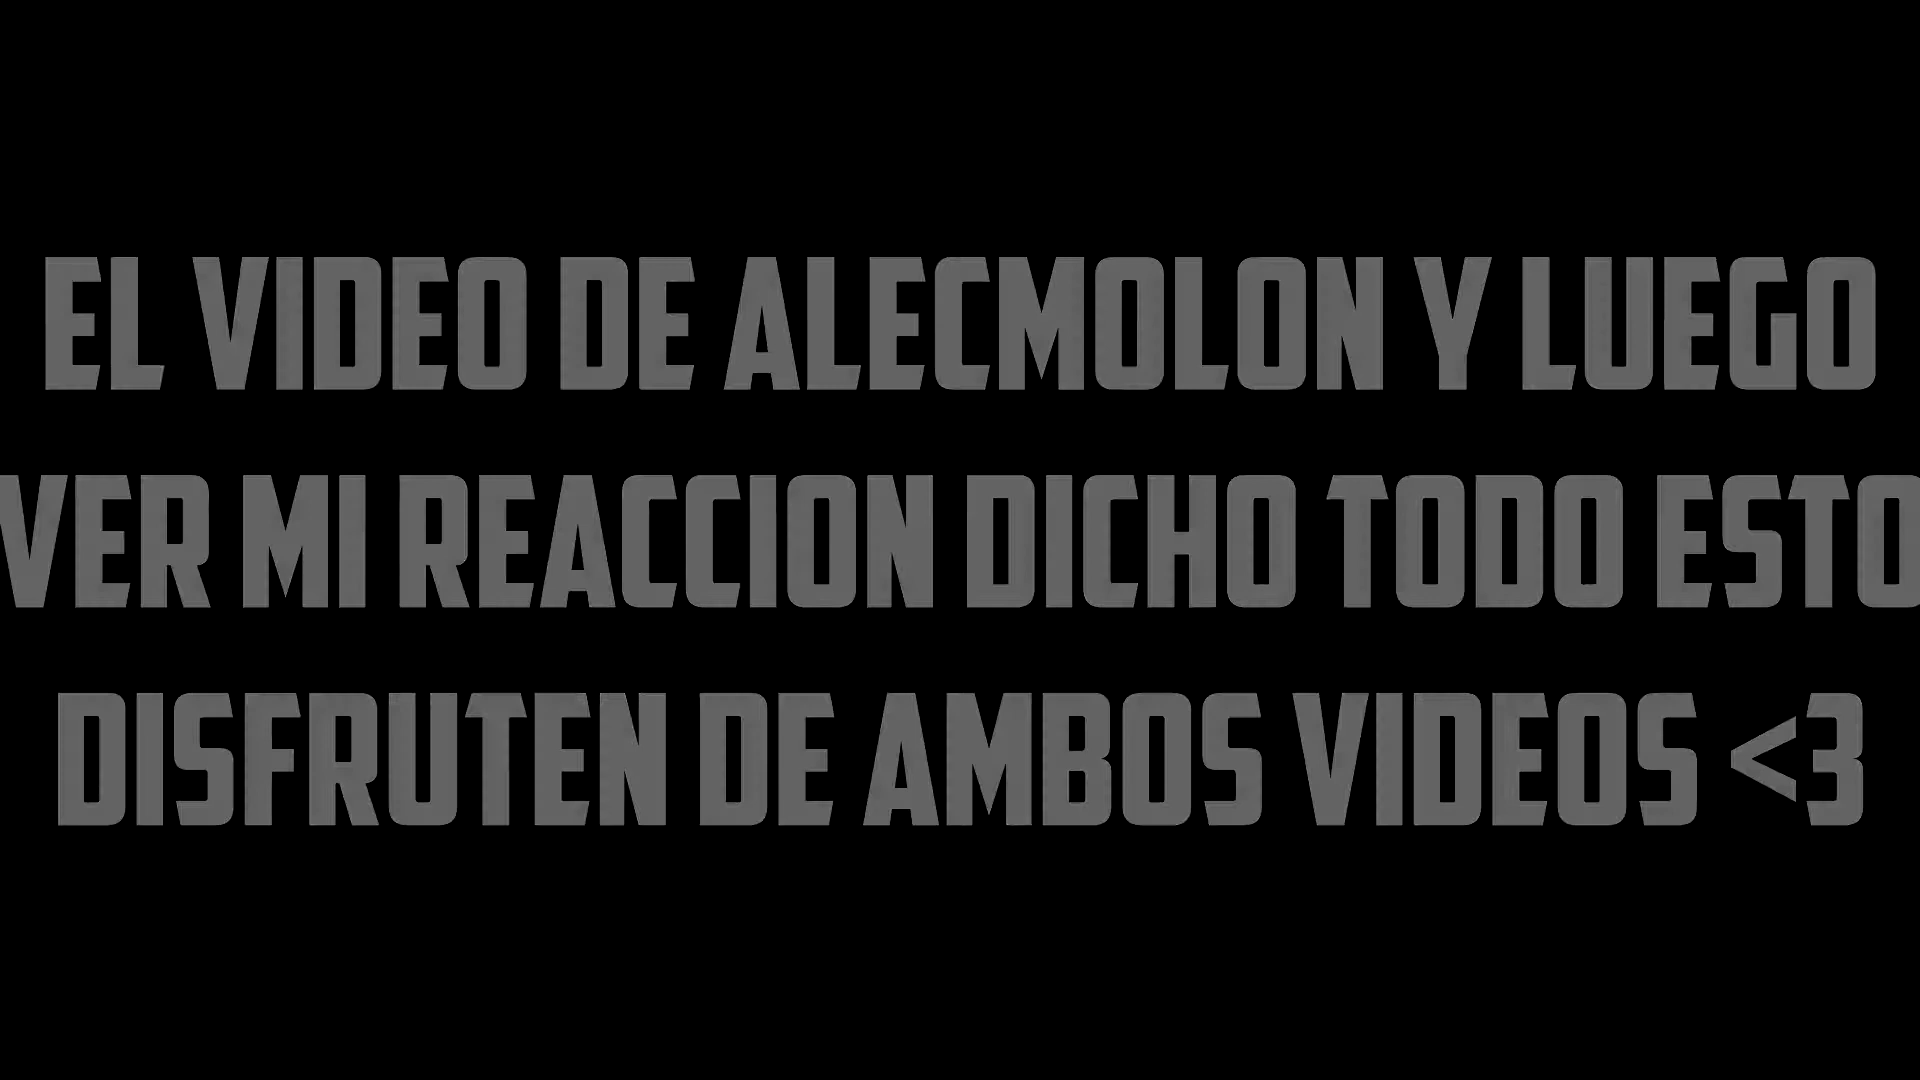 EL VIDEO DE ALECMOLON Y LUEGO
VER MI REACCION DICHO TODO ESTO
DISFRUTEN DE AMBOS VIDEOS <3